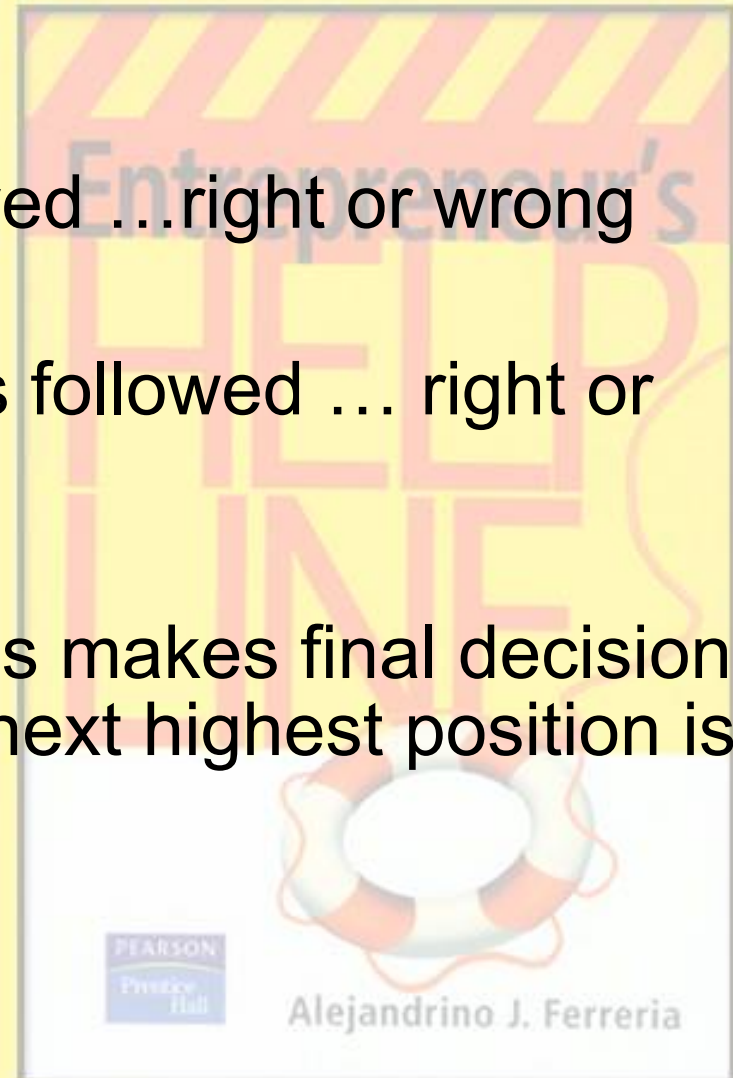 Entrepreneur's
ed …right or wrong
HELP
s followed … right or
LINE
s makes final decision
next highest position is
PEARSON
Prentice
Hall
Alejandrino J. Ferreria